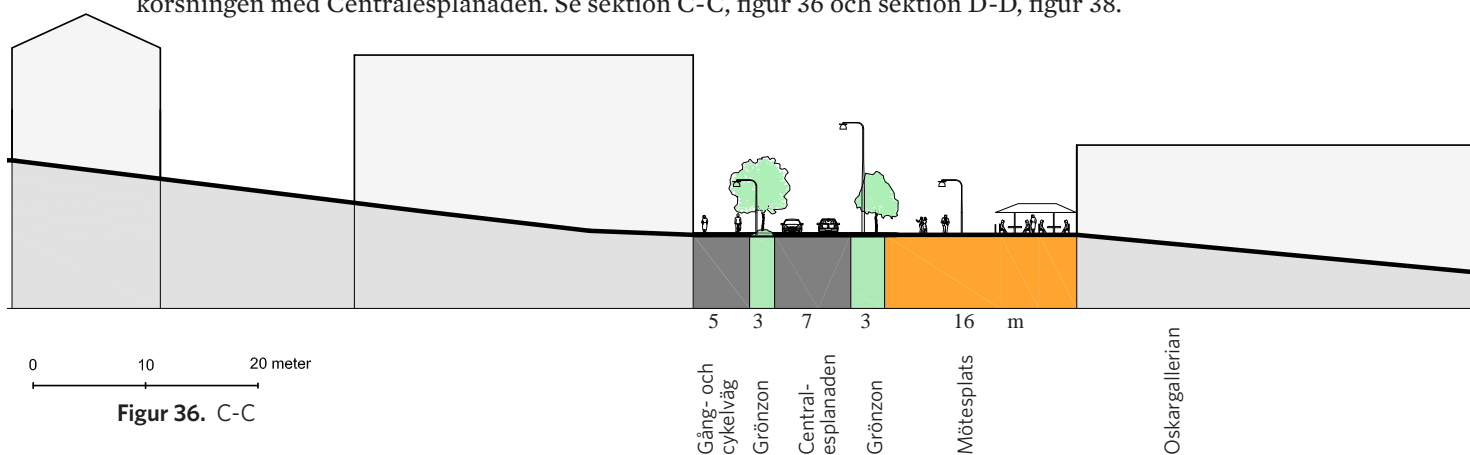 korsningen med Centralesplanaden. Se sektion C-C, figur 36 och sektion D-D, figur 38.
5 3 7 3 16 m
0 10 20 meter
Figur 36. C-C
Gång- och
cykelväg
Grönzon
Central-
esplanaden
Grönzon
Mötesplats
Oskargallerian